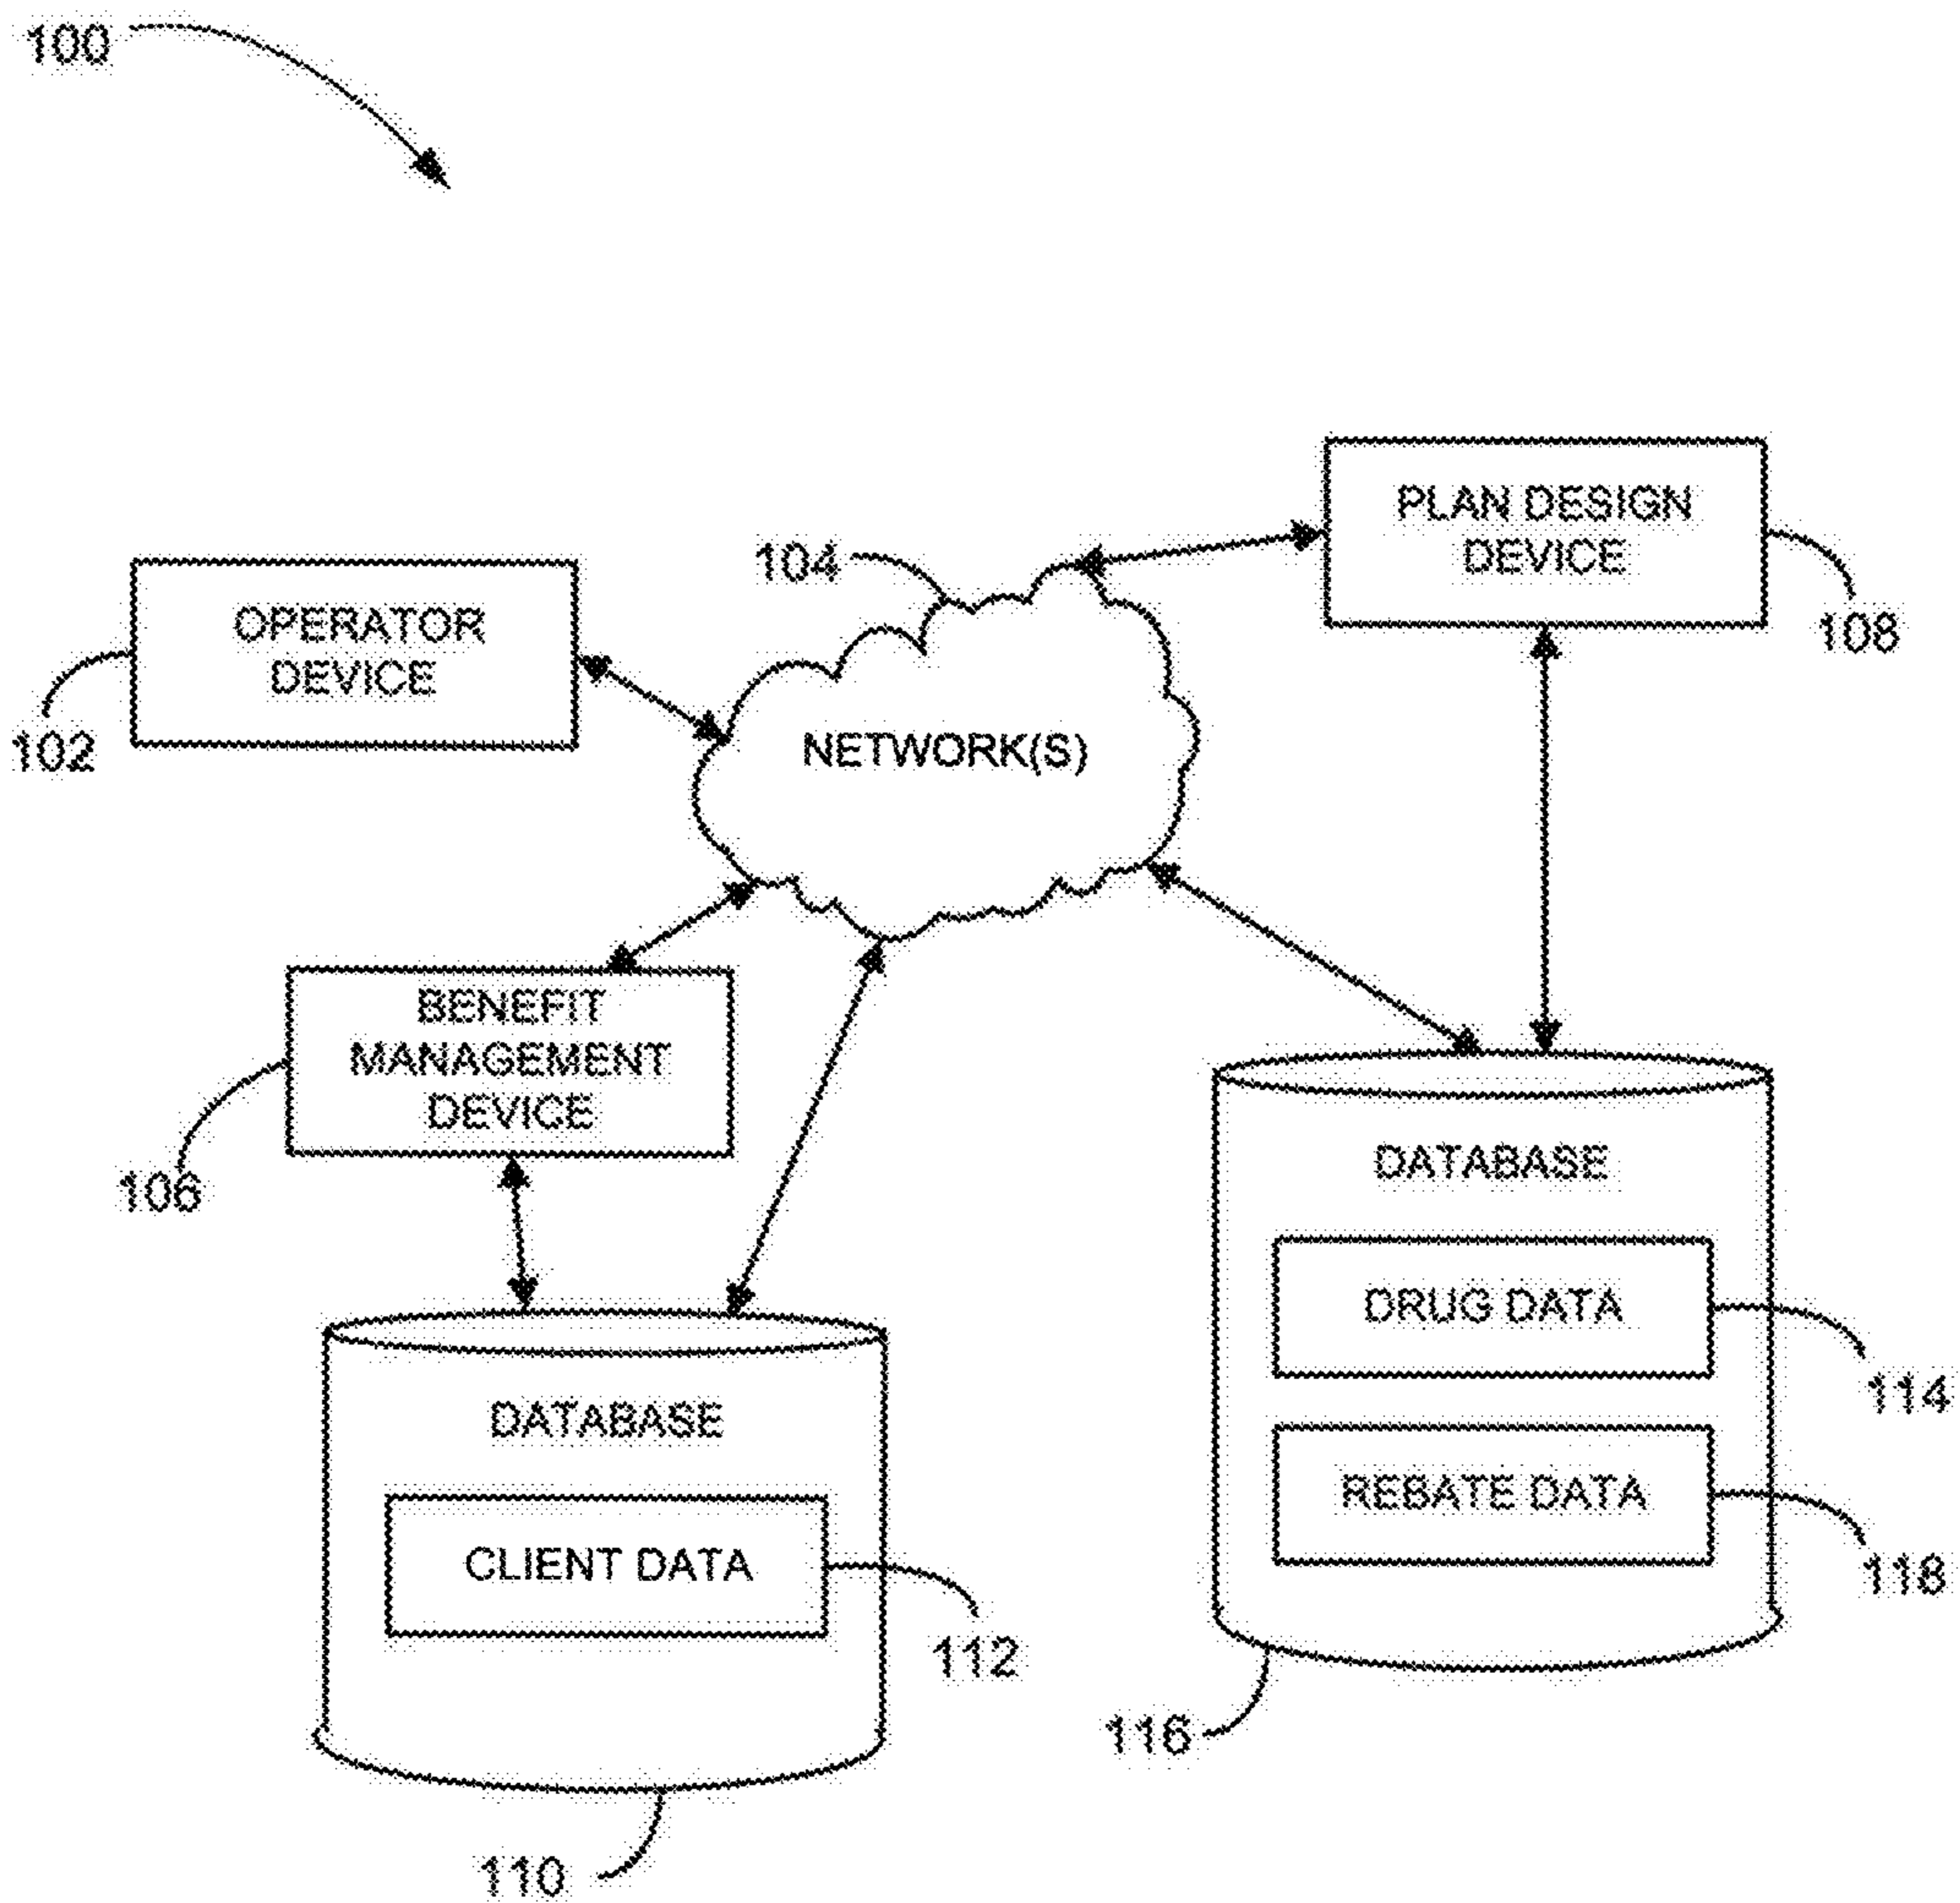 100
104
PLAN DESIGN
DEVICE
108
OPERATOR
DEVICE
102
NETWORK(S)
BENEFIT
MANAGEMENT
DEVICE
106
DATABASE
DRUG DATA
114
REBATE DATA
118
116
DATABASE
CLIENT DATA
112
110